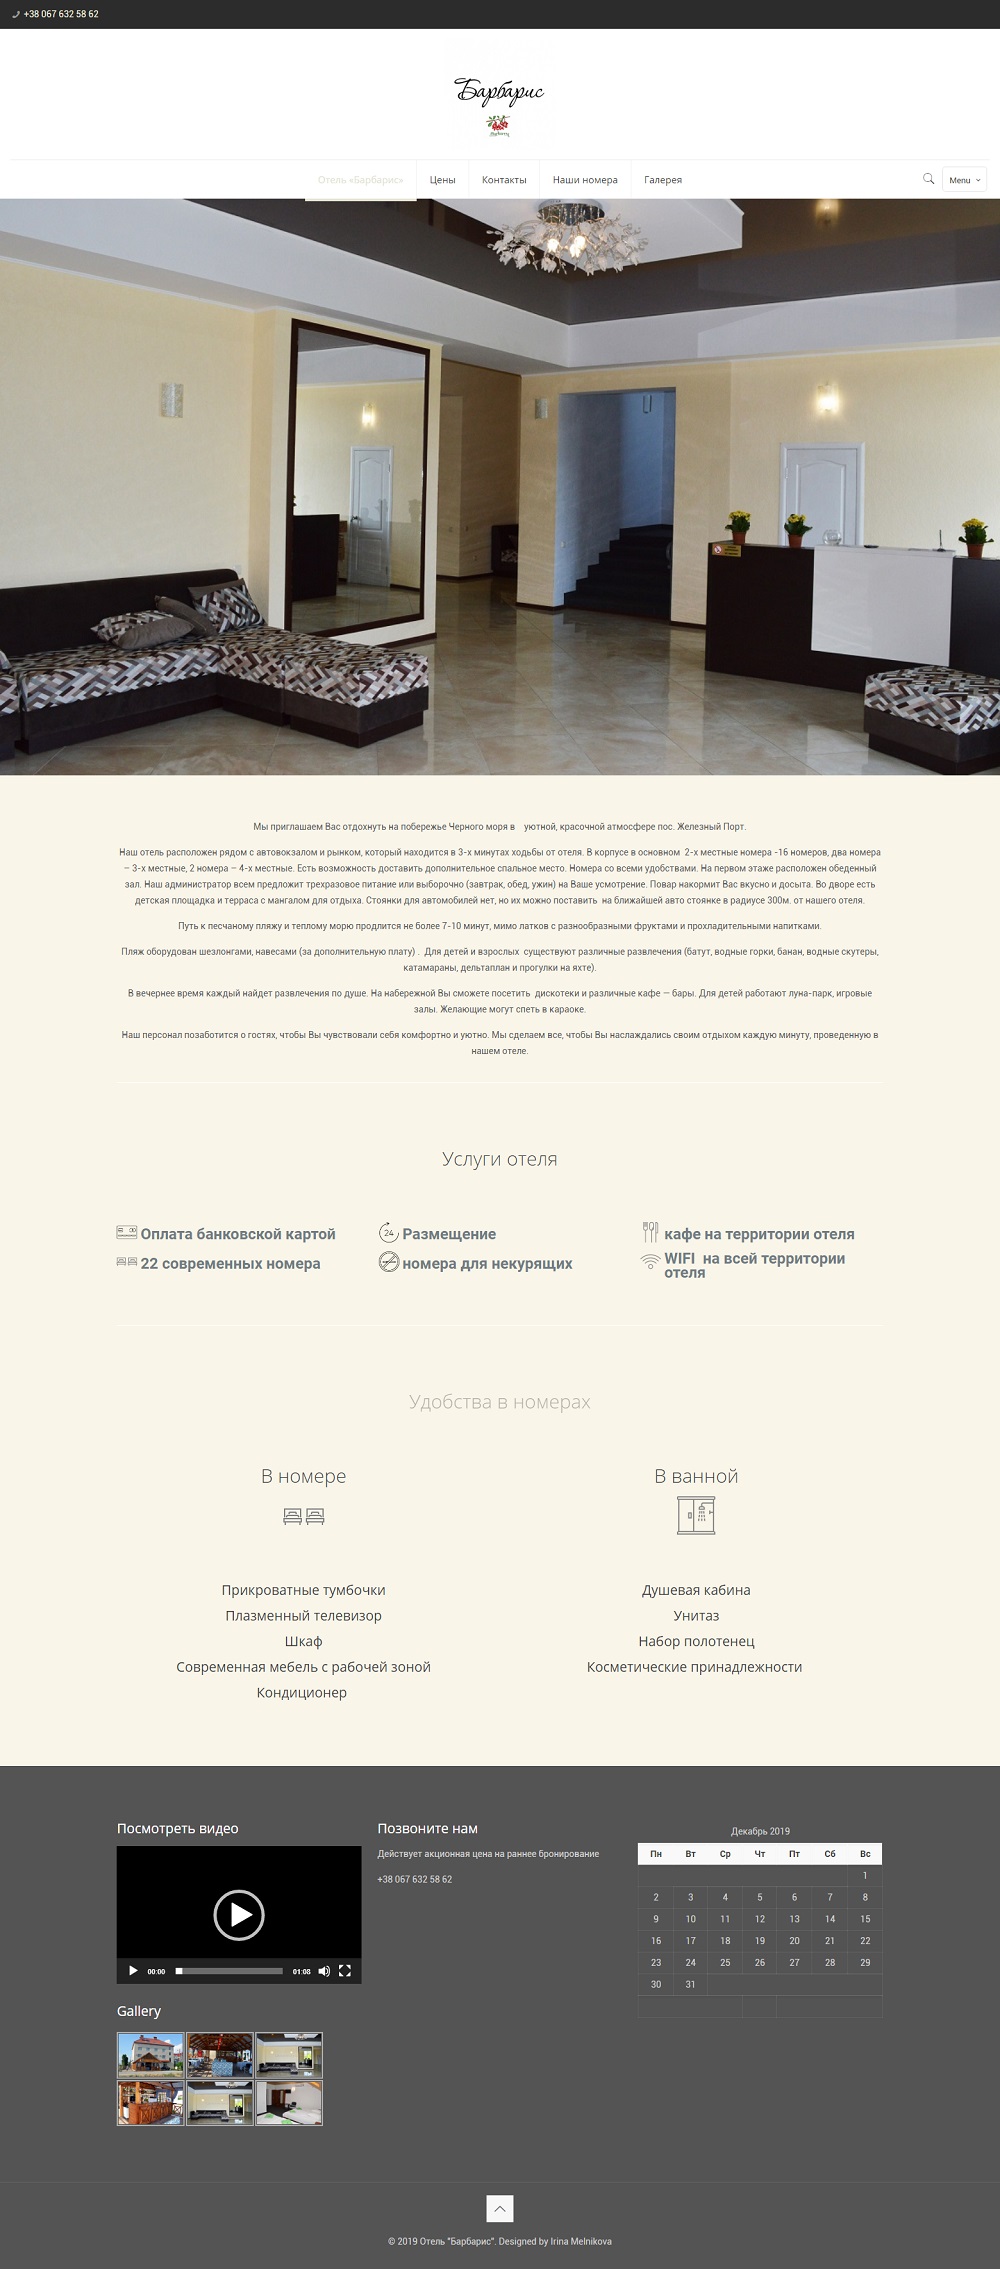 +38 067 632 58 62
Барбарис
Отель «Барбарис»
Цены
Контакты
Наши номера
Галерея
Menu
Мы приглашаем Вас отдохнуть на побережье Черного моря в уютной, красочной атмосфере пос. Железный Порт.
Наш отель расположен рядом с автовокзалом и рынком, который находится в 3-х минутах ходьбы от отеля. В корпусе в основном 2-х местные номера -16 номеров, два номера
– 3-х местные, 2 номера – 4-х местные. Есть возможность доставить дополнительное спальное место. Номера со всеми удобствами. На первом этаже расположен обеденный
зал. Наш администратор всем предложит трехразовое питание или выборочно (завтрак, обед, ужин) на Ваше усмотрение. Повар накормит Вас вкусно и досыта. Во дворе есть
детская площадка и терраса с мангалом для отдыха. Стоянки для автомобилей нет, но их можно поставить на ближайшей авто стоянке в радиусе 300м. от нашего отеля.
Путь к песчаному пляжу и теплому морю продлится не более 7-10 минут, мимо латков с разнообразными фруктами и прохладительными напитками.
Пляж оборудован шезлонгами, навесами (за дополнительную плату) . Для детей и взрослых существуют различные развлечения (батут, водные горки, банан, водные скутеры,
катамараны, дельтаплан и прогулки на яхте).
В вечернее время каждый найдет развлечения по душе. На набережной Вы сможете посетить дискотеки и различные кафе — бары. Для детей работают луна-парк, игровые
залы. Желающие могут спеть в караоке.
Наш персонал позаботится о гостях, чтобы Вы чувствовали себя комфортно и уютно. Мы сделаем все, чтобы Вы наслаждались своим отдыхом каждую минуту, проведенную в
нашем отеле.
Услуги отеля
Оплата банковской картой
24 Размещение
кафе на территории отеля
22 современных номера
номера для некурящих
WIFI на всей территории
отеля
Удобства в номерах
В номере
Прикроватные тумбочки
Плазменный телевизор
Шкаф
Современная мебель с рабочей зоной
Кондиционер
В ванной
Душевая кабина
Унитаз
Набор полотенец
Косметические принадлежности
Посмотреть видео
00:00 01:08
Gallery
Позвоните нам
Действует акционная цена на раннее бронирование
+38 067 632 58 62
Декабрь 2019
Пн Вт Ср Чт Пт Сб Вс
1
2 3 4 5 6 7 8
9 10 11 12 13 14 15
16 17 18 19 20 21 22
23 24 25 26 27 28 29
30 31
© 2019 Отель "Барбарис". Designed by Irina Melnikova